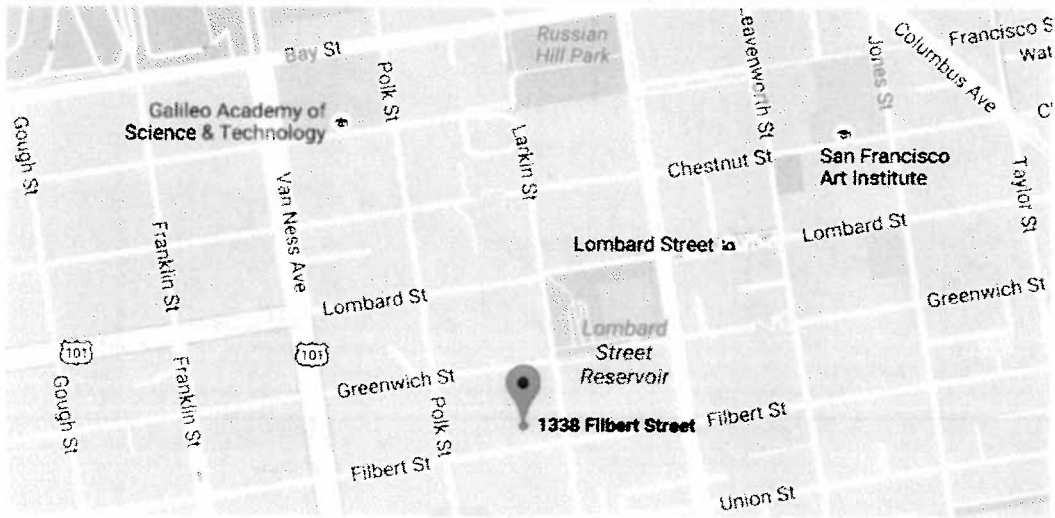 Bay St
Russian
Hill Park
Polk St
Leavenworth St
Jones St
Columbus Ave
Francisco S
Wat
Galileo Academy of
Science & Technology
C
Gough St
Larkin St
Chestnut St
San Francisco
Art Institute
Taylor St
Van Ness Ave
Franklin St
Lombard Street
Lombard St
Lombard St
Greenwich St
101
101
Lombard
Street
Reservoir
Greenwich St
Gough St
Franklin St
Polk St
1338 Filbert Street
Filbert St
Filbert St
Union St